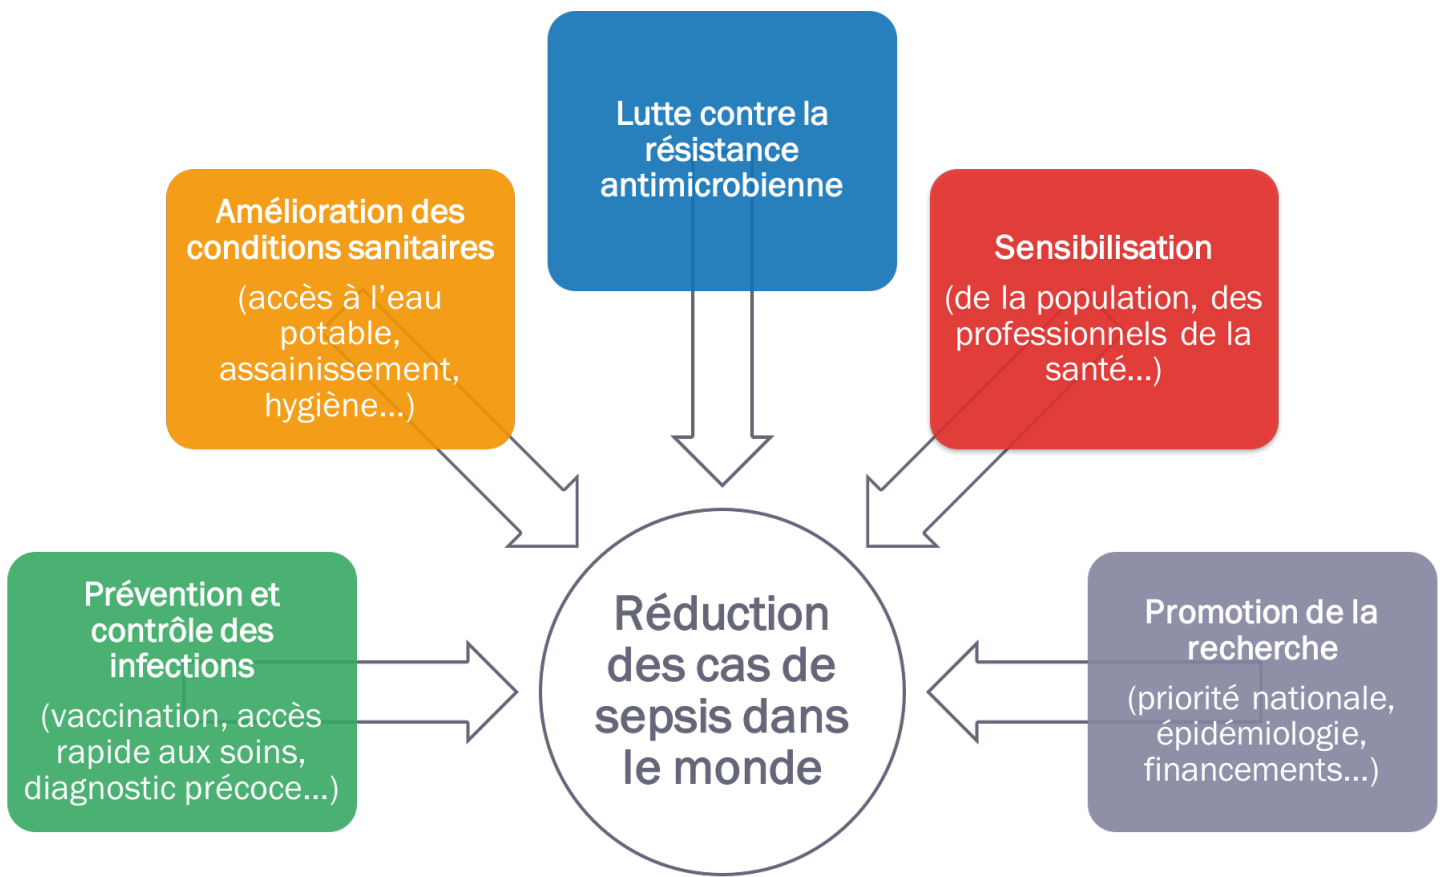 Lutte contre la
résistance
antimicrobienne
Amélioration des
conditions sanitaires
(accès à l’eau
potable,
assainissement,
hygiène...)
Sensibilisation
(de la population, des
professionnels de la
santé...)
Prévention et
contrôle des
infections
(vaccination, accès
rapide aux soins,
diagnostic précoce...)
Réduction
des cas de
sepsis dans
le monde
Promotion de la
recherche
(priorité nationale,
épidémiologie,
financements...)